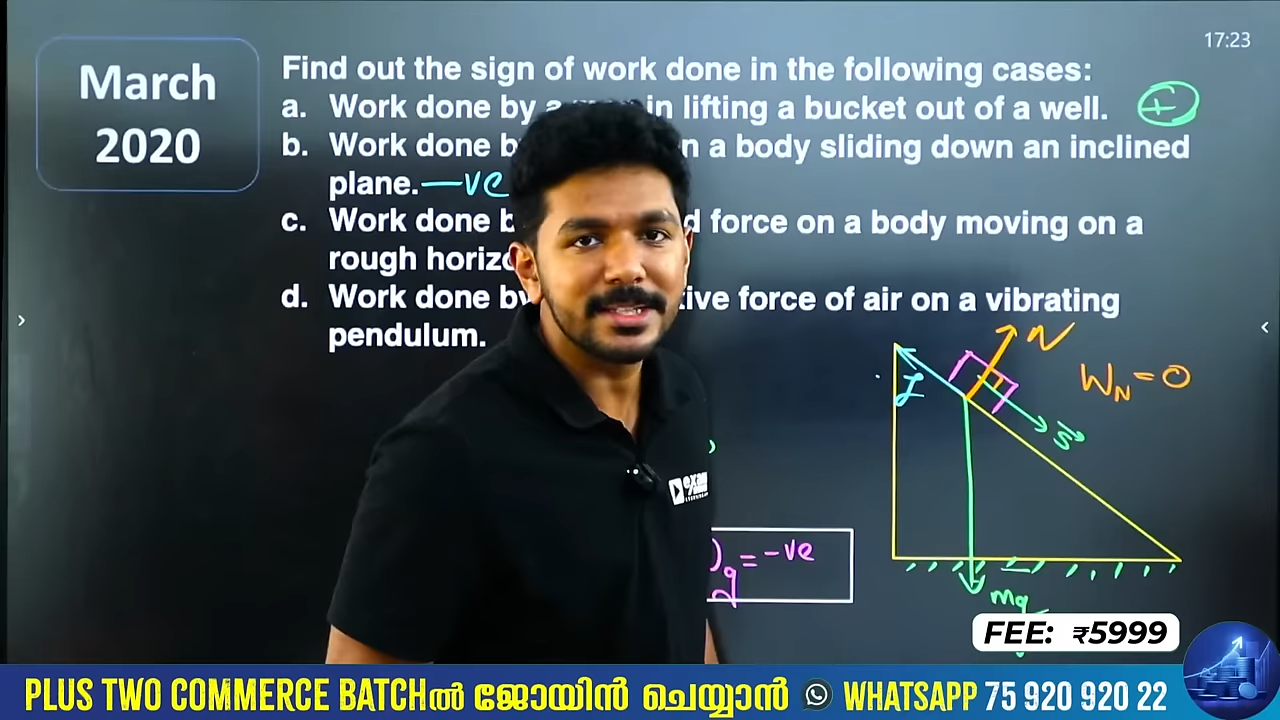 17:23
March
2020
Find out the sign of work done in the following cases:
a. Work done by a in lifting a bucket out of a well. +
b. Work done b n a body sliding down an inclined
plane. –ve
c. Work done b d force on a body moving on a
rough horizo
d. Work done by tive force of air on a vibrating
pendulum.
N
W_N = 0
f
s
)g = -ve
mg
exam
FEE: ₹5999
PLUS TWO COMMERCE BATCHൽ ജോയിൻ ചെയ്യാൻ WHATSAPP 75 920 920 22